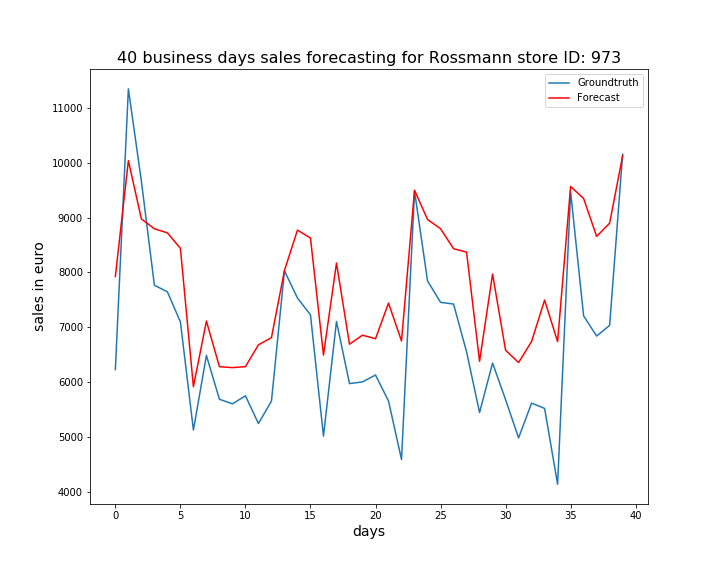 40 business days sales forecasting for Rossmann store ID: 973
Groundtruth
Forecast
11000
10000
9000
8000
7000
6000
5000
4000
sales in euro
0 5 10 15 20 25 30 35 40
days